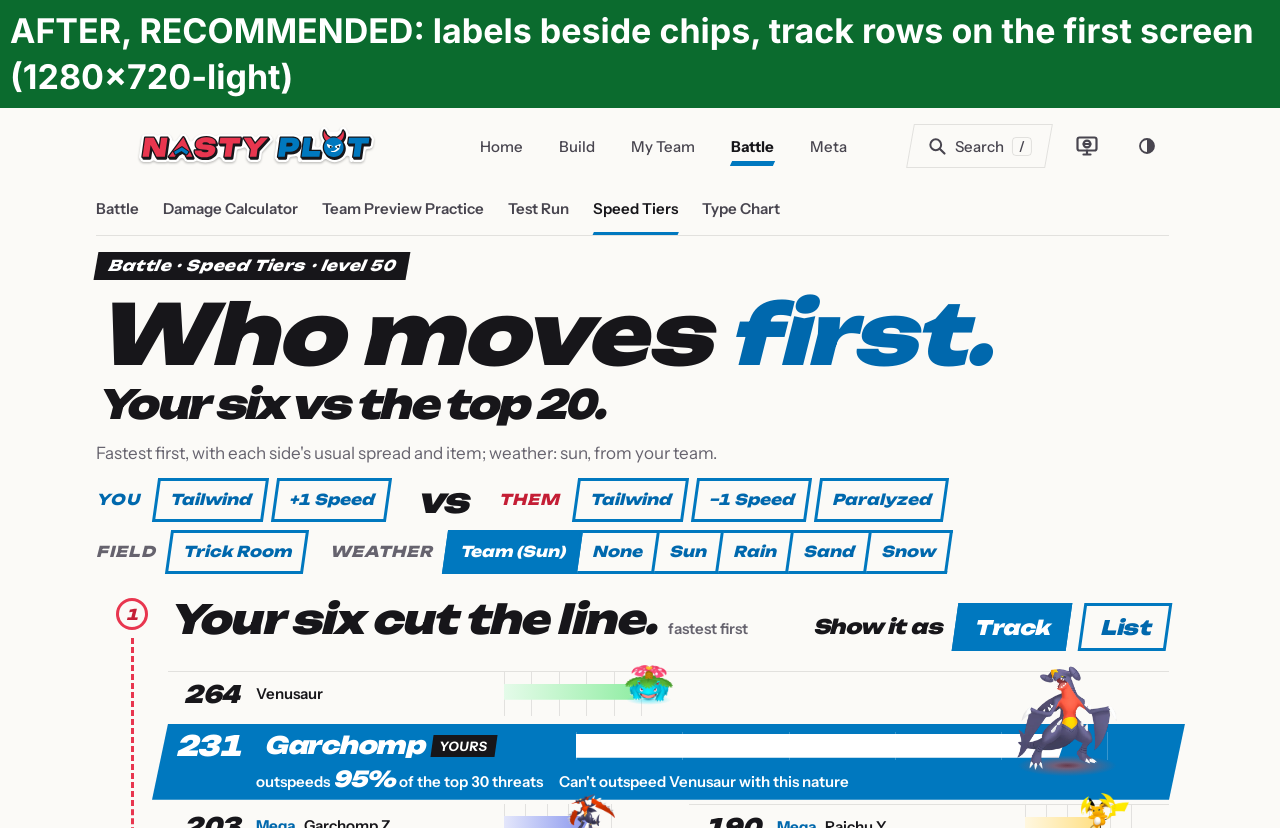 AFTER, RECOMMENDED: labels beside chips, track rows on the first screen
(1280×720-light)
NASTY PLOT
Home Build My Team Battle Meta Search /
Battle Damage Calculator Team Preview Practice Test Run Speed Tiers Type Chart
Battle · Speed Tiers · level 50
Who moves first.
Your six vs the top 20.
Fastest first, with each side's usual spread and item; weather: sun, from your team.
YOU Tailwind +1 Speed VS THEM Tailwind −1 Speed Paralyzed
FIELD Trick Room WEATHER Team (Sun) None Sun Rain Sand Snow
1 Your six cut the line. fastest first Show it as Track List
264 Venusaur
231 Garchomp YOURS
outspeeds 95% of the top 30 threats Can't outspeed Venusaur with this nature
203 Mega Garchomp Z 190 Mega Raichu Y